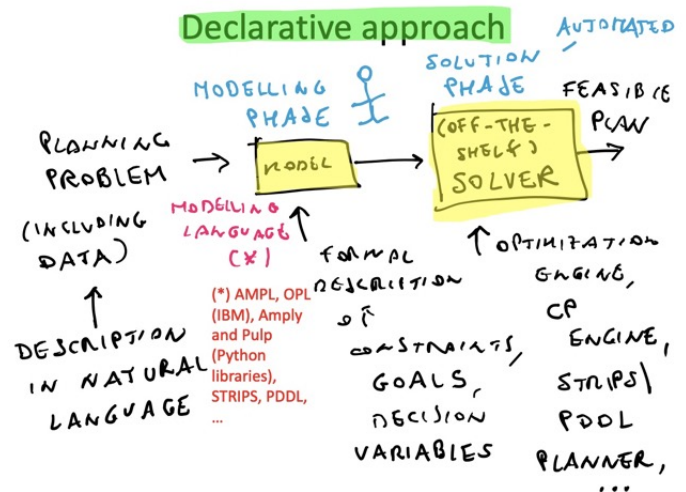 Declarative approach
AUTOMATED
MODELLING
PHASE
SOLUTION
PHASE
PLANNING
PROBLEM
(INCLUDING
DATA)
MODEL
(OFF-THE-
SHELF)
SOLVER
FEASIBLE
PLAN
MODELLING
LANGUAGE
(*)
(*) AMPL, OPL
(IBM), Amply
and Pulp
(Python
libraries),
STRIPS, PDDL,
...
DESCRIPTION
IN NATURAL
LANGUAGE
FORMAL
DESCRIPTION
OF
CONSTRAINTS,
GOALS,
DECISION
VARIABLES
OPTIMIZATION
ENGINE,
CP
ENGINE,
STRIPS/
PDDL
PLANNER,
...